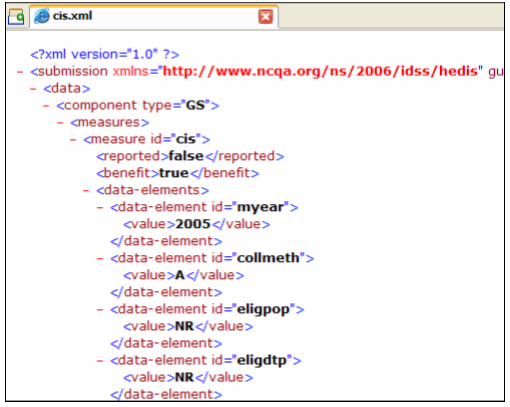 cis.xml
<?xml version="1.0" ?>
- <submission xmlns="http://www.ncqa.org/ns/2006/idss/hedis" gu
- <data>
- <component type="GS">
- <measures>
- <measure id="cis">
<reported>false</reported>
<benefit>true</benefit>
- <data-elements>
- <data-element id="myear">
<value>2005</value>
</data-element>
- <data-element id="collmeth">
<value>A</value>
</data-element>
- <data-element id="eligpop">
<value>NR</value>
</data-element>
- <data-element id="eligdtp">
<value>NR</value>
</data-element>